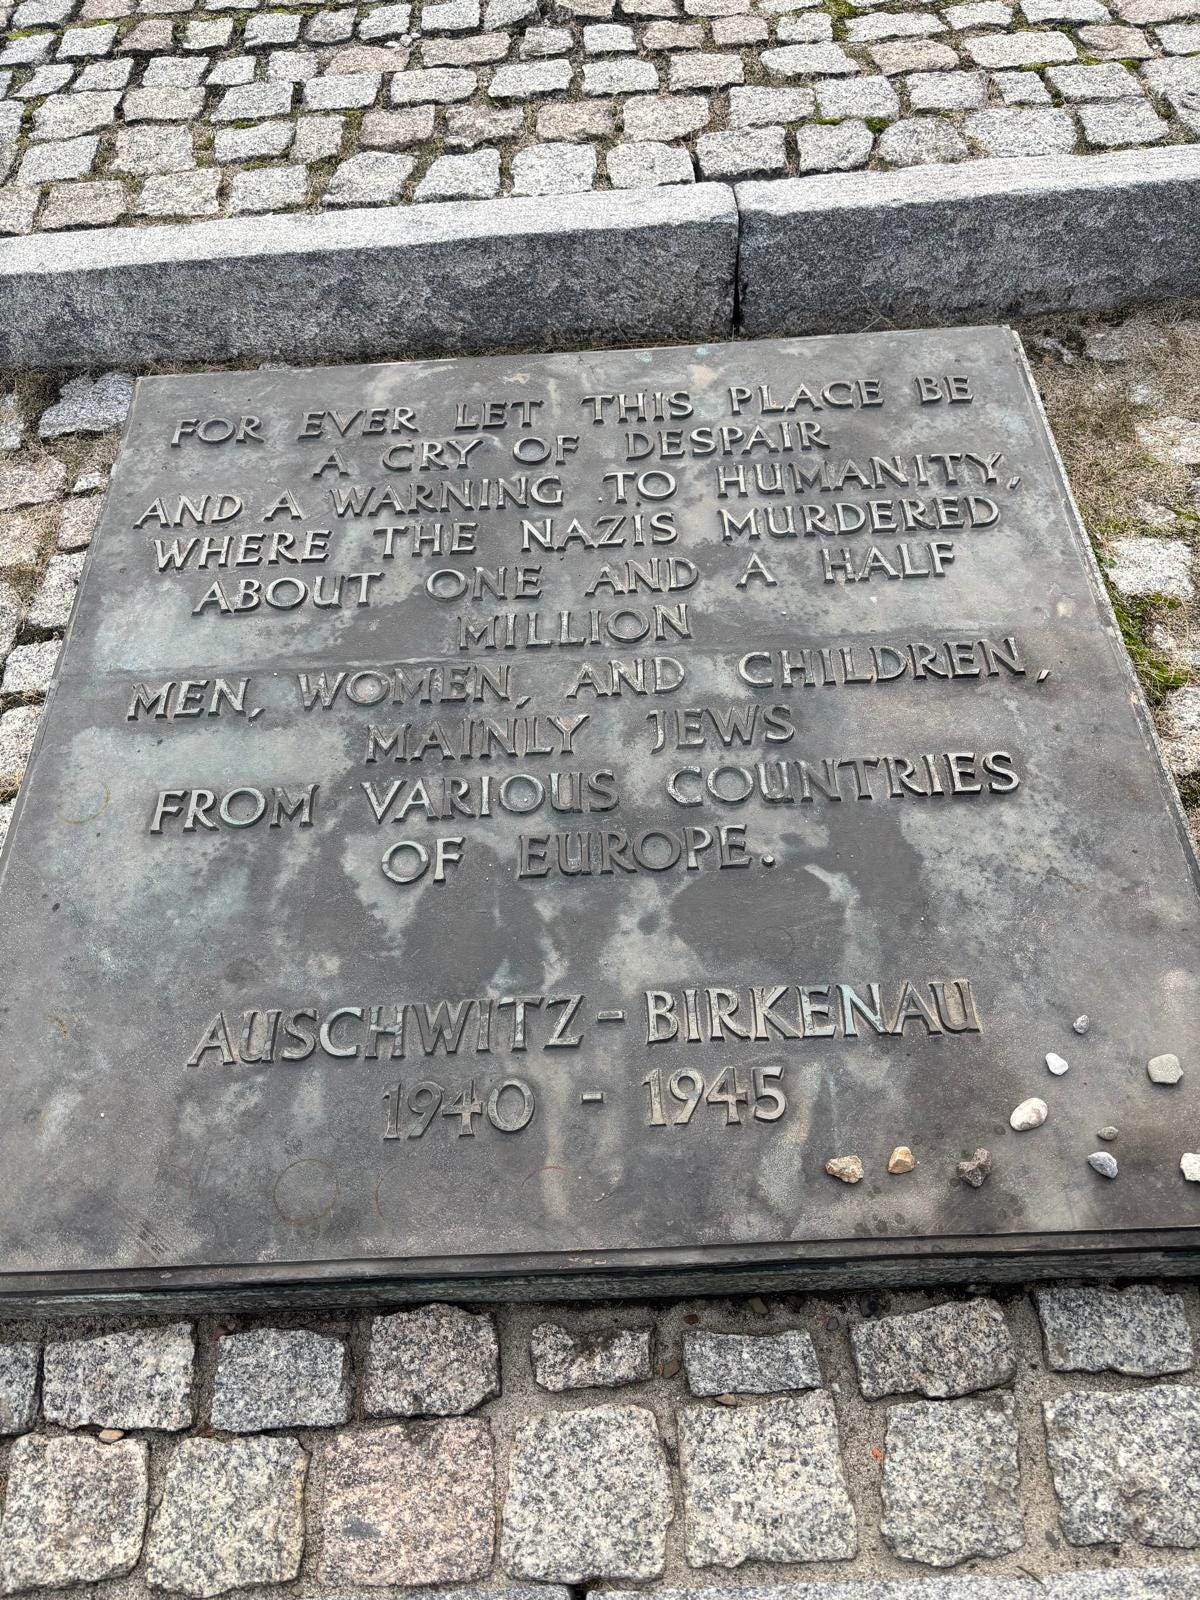 FOR EVER LET THIS PLACE BE
A CRY OF DESPAIR
AND A WARNING TO HUMANITY,
WHERE THE NAZIS MURDERED
ABOUT ONE AND A HALF
MILLION
MEN, WOMEN, AND CHILDREN,
MAINLY JEWS
FROM VARIOUS COUNTRIES
OF EUROPE.
AUSCHWITZ - BIRKENAU
1940 - 1945